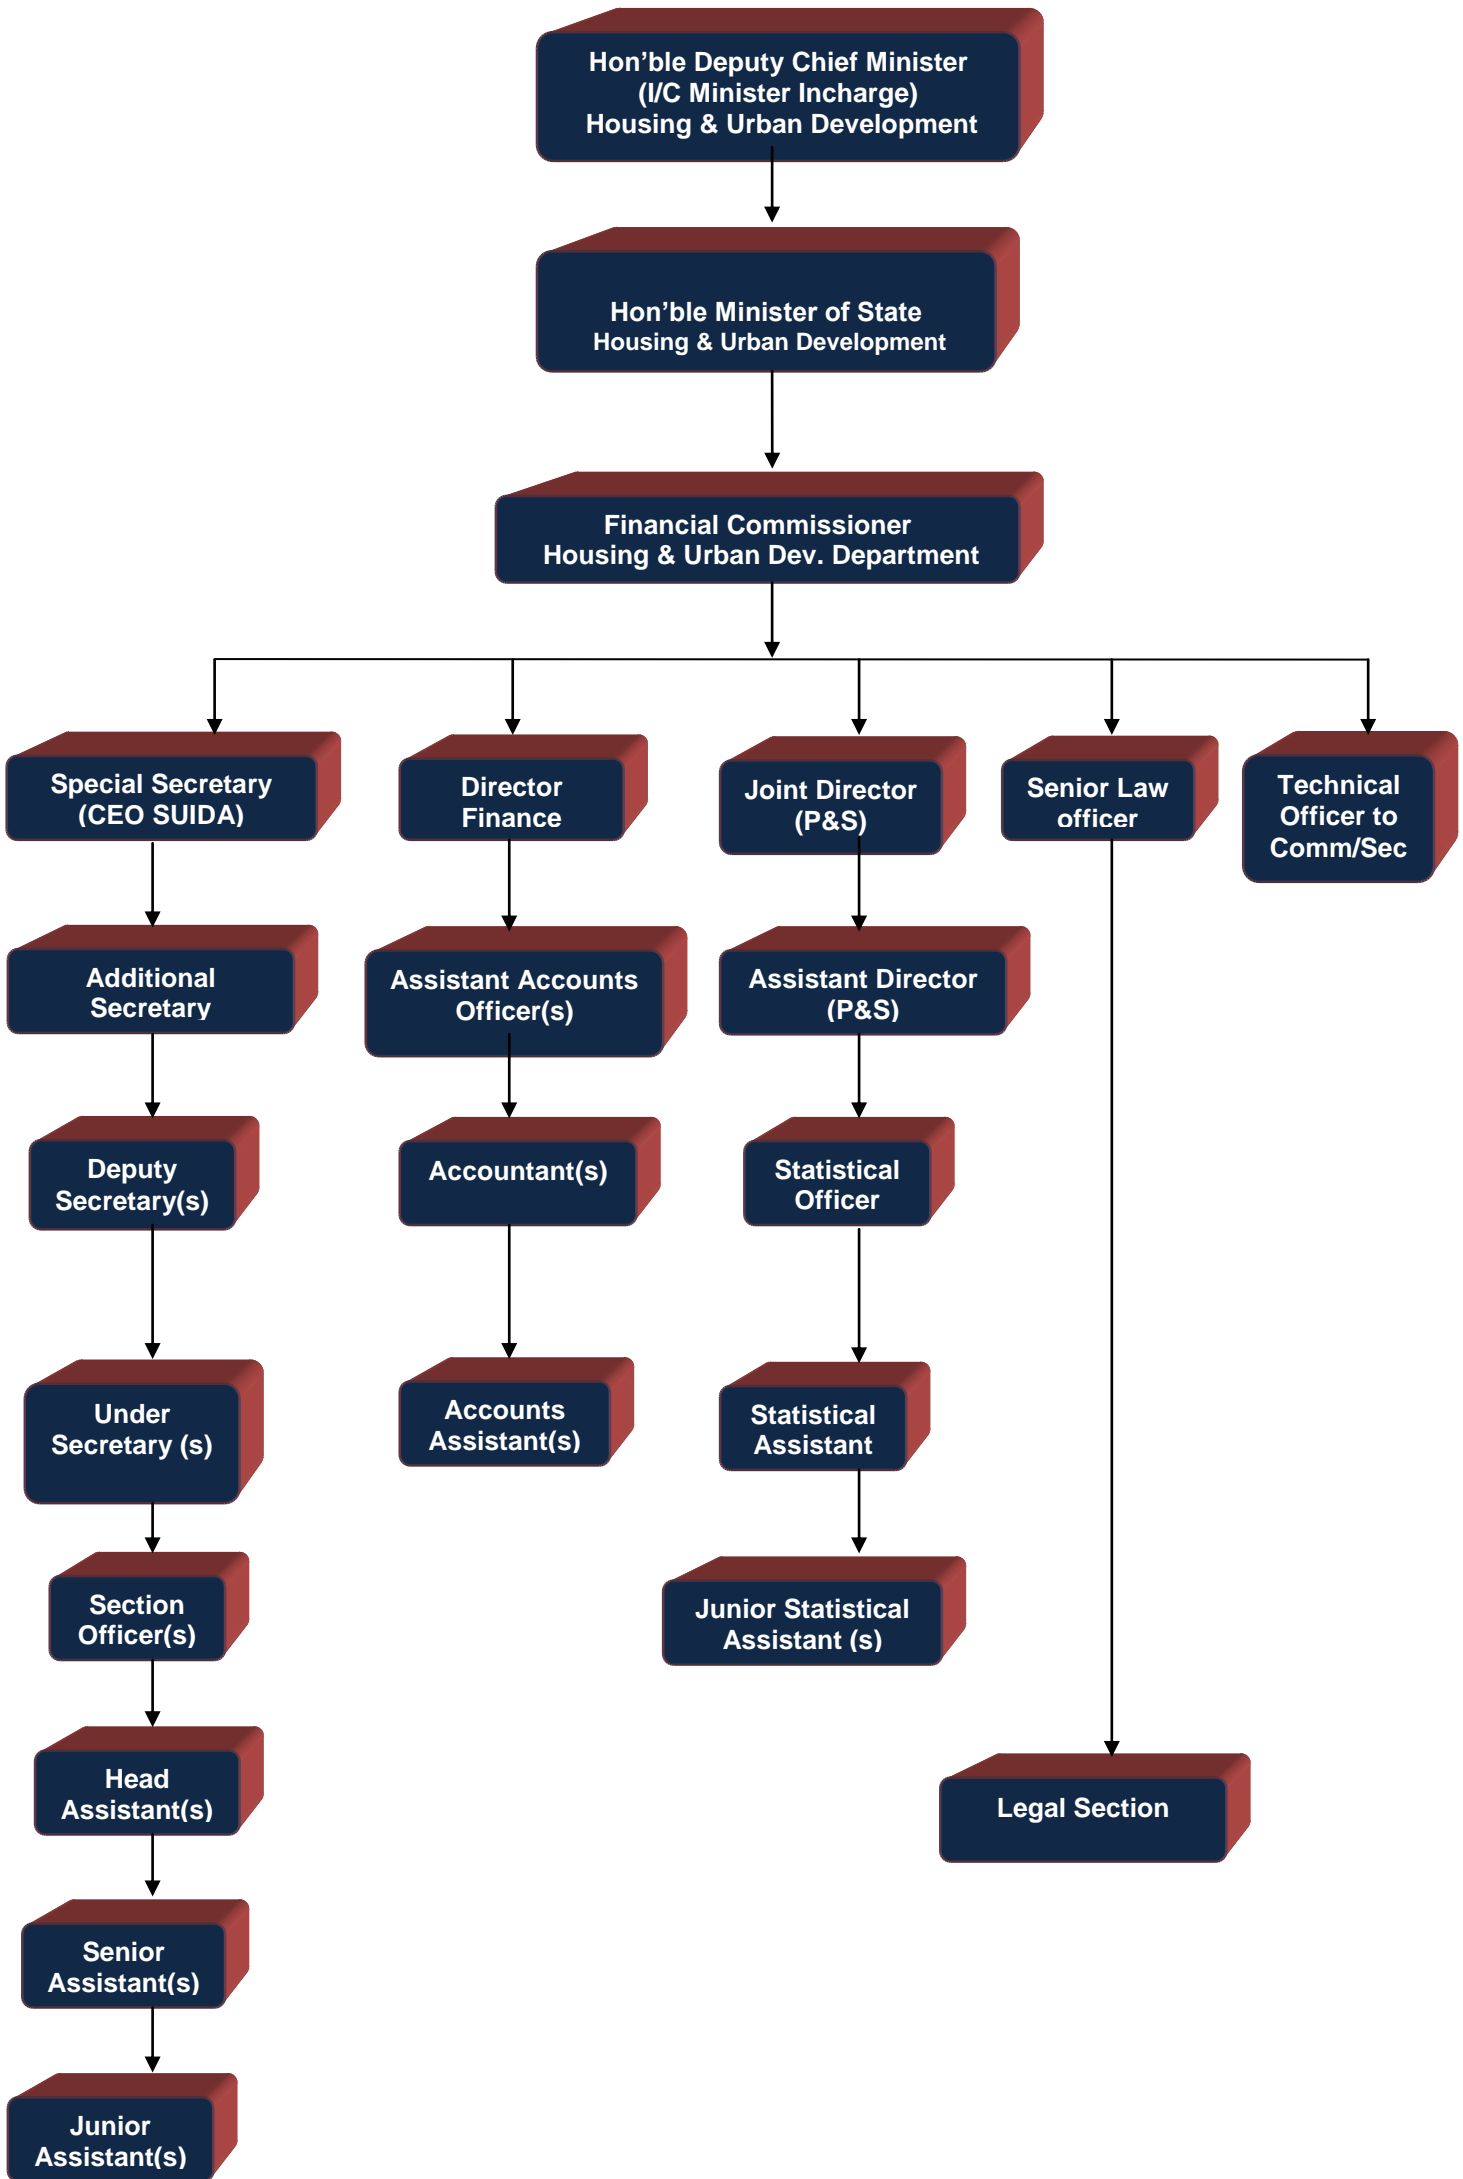 Hon’ble Deputy Chief Minister
(I/C Minister Incharge)
Housing & Urban Development
Hon’ble Minister of State
Housing & Urban Development
Financial Commissioner
Housing & Urban Dev. Department
Special Secretary
(CEO SUIDA)
Director
Finance
Joint Director
(P&S)
Senior Law
officer
Technical
Officer to
Comm/Sec
Additional
Secretary
Assistant Accounts
Officer(s)
Assistant Director
(P&S)
Deputy
Secretary(s)
Accountant(s)
Statistical
Officer
Under
Secretary (s)
Accounts
Assistant(s)
Statistical
Assistant
Section
Officer(s)
Junior Statistical
Assistant (s)
Head
Assistant(s)
Legal Section
Senior
Assistant(s)
Junior
Assistant(s)